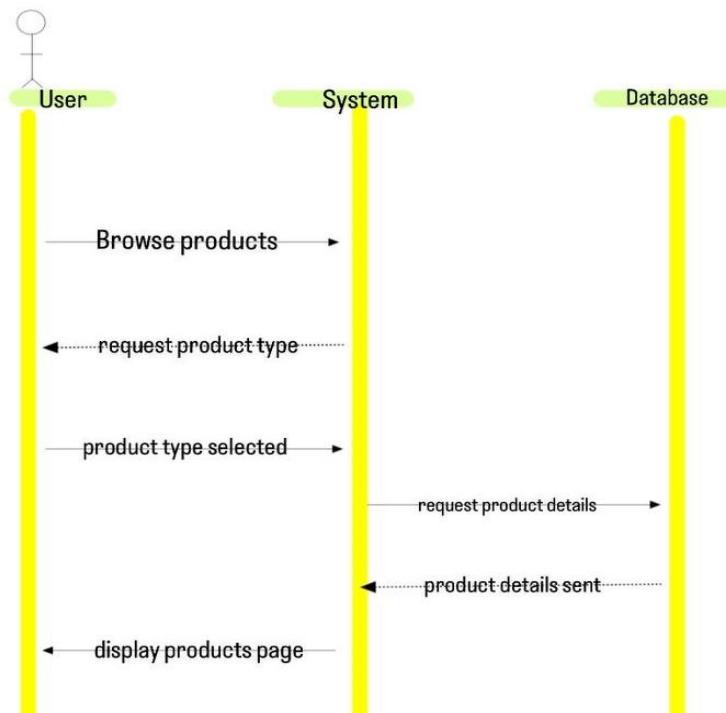 User
System
Database
Browse products
request product type
product type selected
request product details
product details sent
display products page